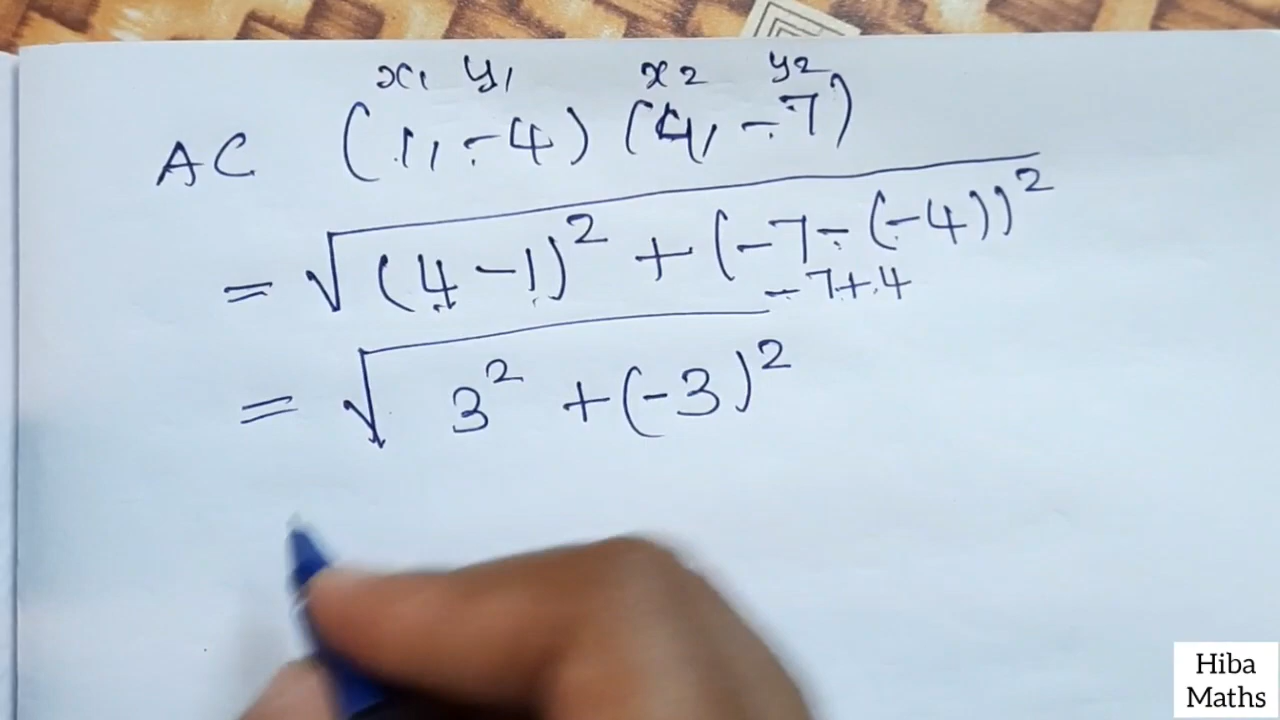 x₁ y₁ x₂ y₂
AC (1, -4) (4, -7)
= √(4-1)² + (-7-(-4))²
-7+4
= √3² + (-3)²
Hiba
Maths